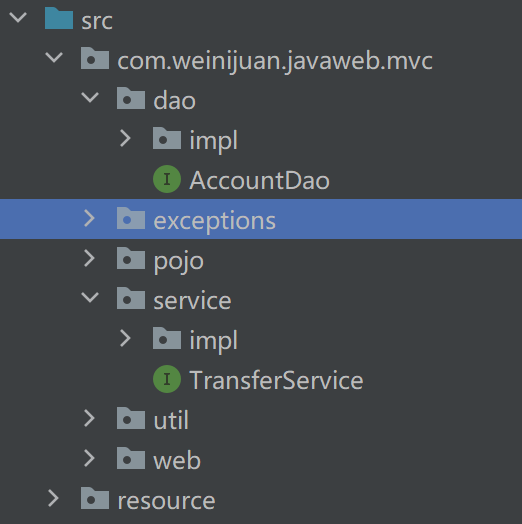 src
com.weinijuan.javaweb.mvc
dao
impl
I AccountDao
exceptions
pojo
service
impl
I TransferService
util
web
resource